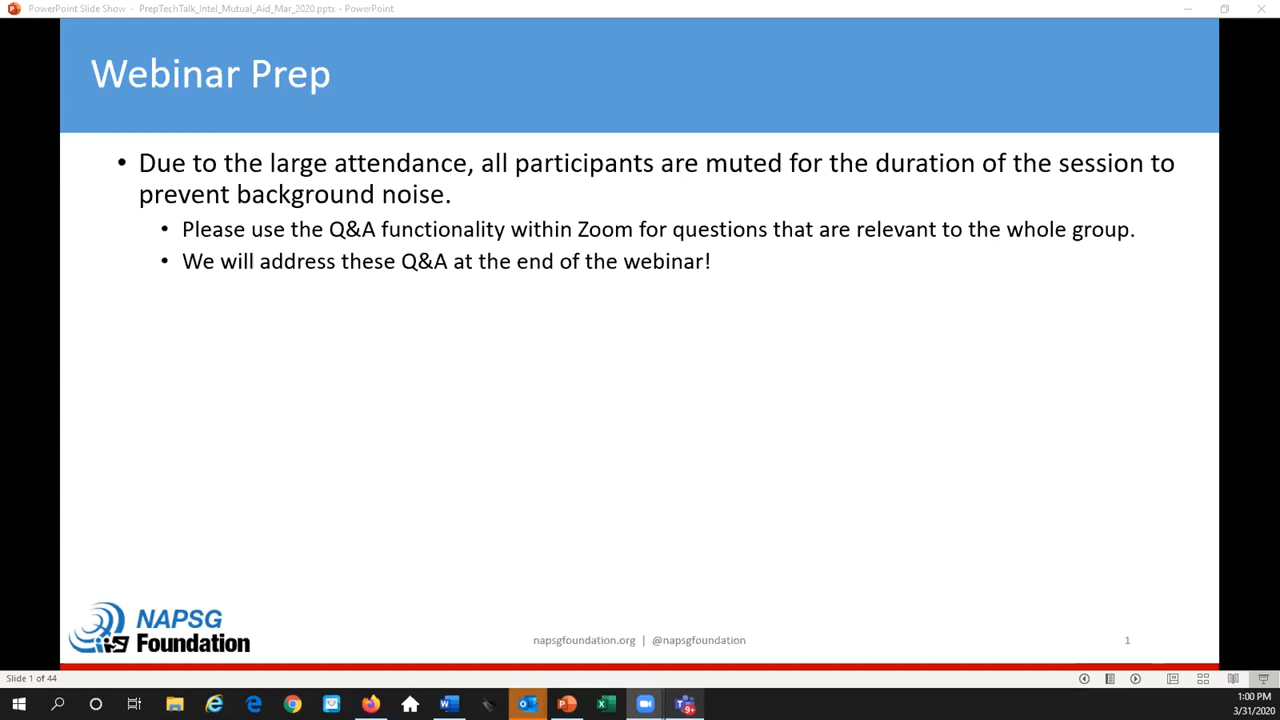 PowerPoint Slide Show - PrepTechTalk_Intel_Mutual_Aid_Mar_2020.pptx - PowerPoint
Webinar Prep
• Due to the large attendance, all participants are muted for the duration of the session to
prevent background noise.
• Please use the Q&A functionality within Zoom for questions that are relevant to the whole group.
• We will address these Q&A at the end of the webinar!
NAPSG
Foundation
napsgfoundation.org | @napsgfoundation
1
Slide 1 of 44
9+
1:00 PM
3/31/2020